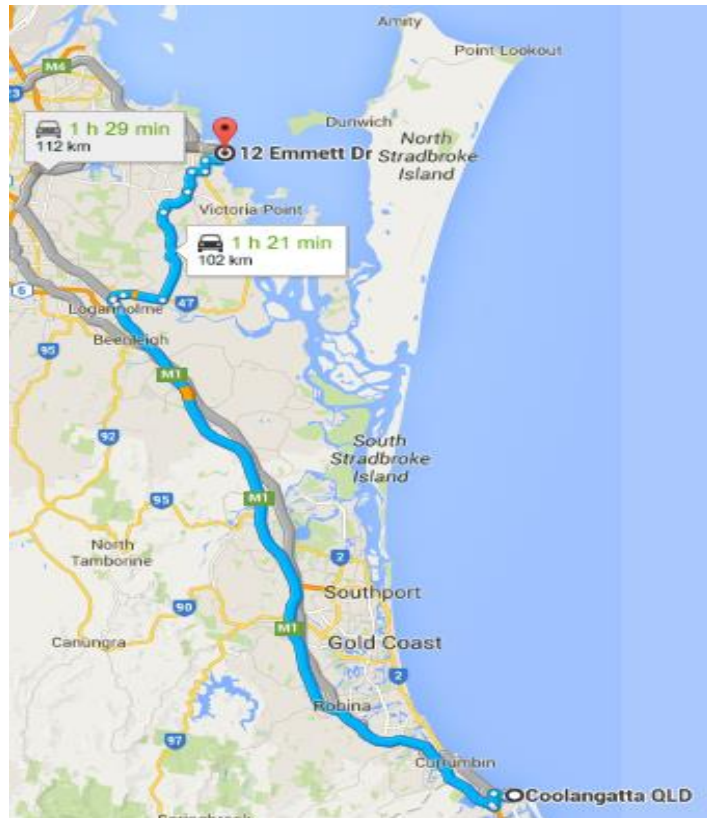 Amity
Point Lookout
M4
3
1 h 29 min
112 km
Dunwich
12 Emmett Dr
North
Stradbroke
Island
Victoria Point
1 h 21 min
102 km
6
47
Loganholme
Beenleigh
95
M1
92
South
Stradbroke
Island
95
M1
North
Tamborine
2
90
Southport
M1
Canungra
Gold Coast
2
Robina
97
Currumbin
Coolangatta QLD